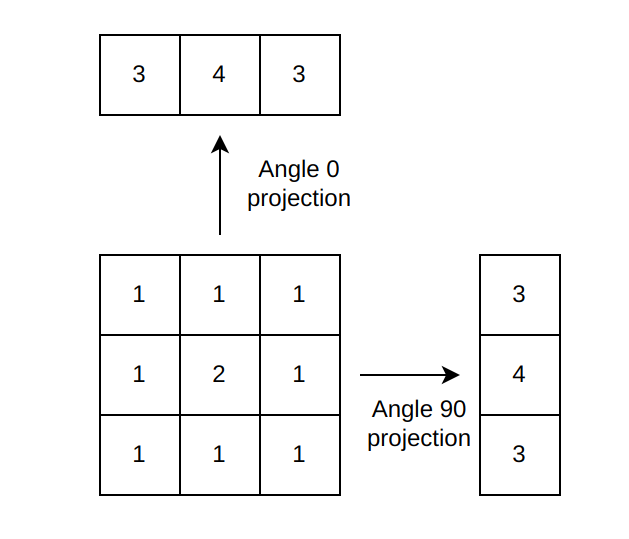 3 4 3
Angle 0
projection
1 1 1
1 2 1
1 1 1
Angle 90
projection
3
4
3